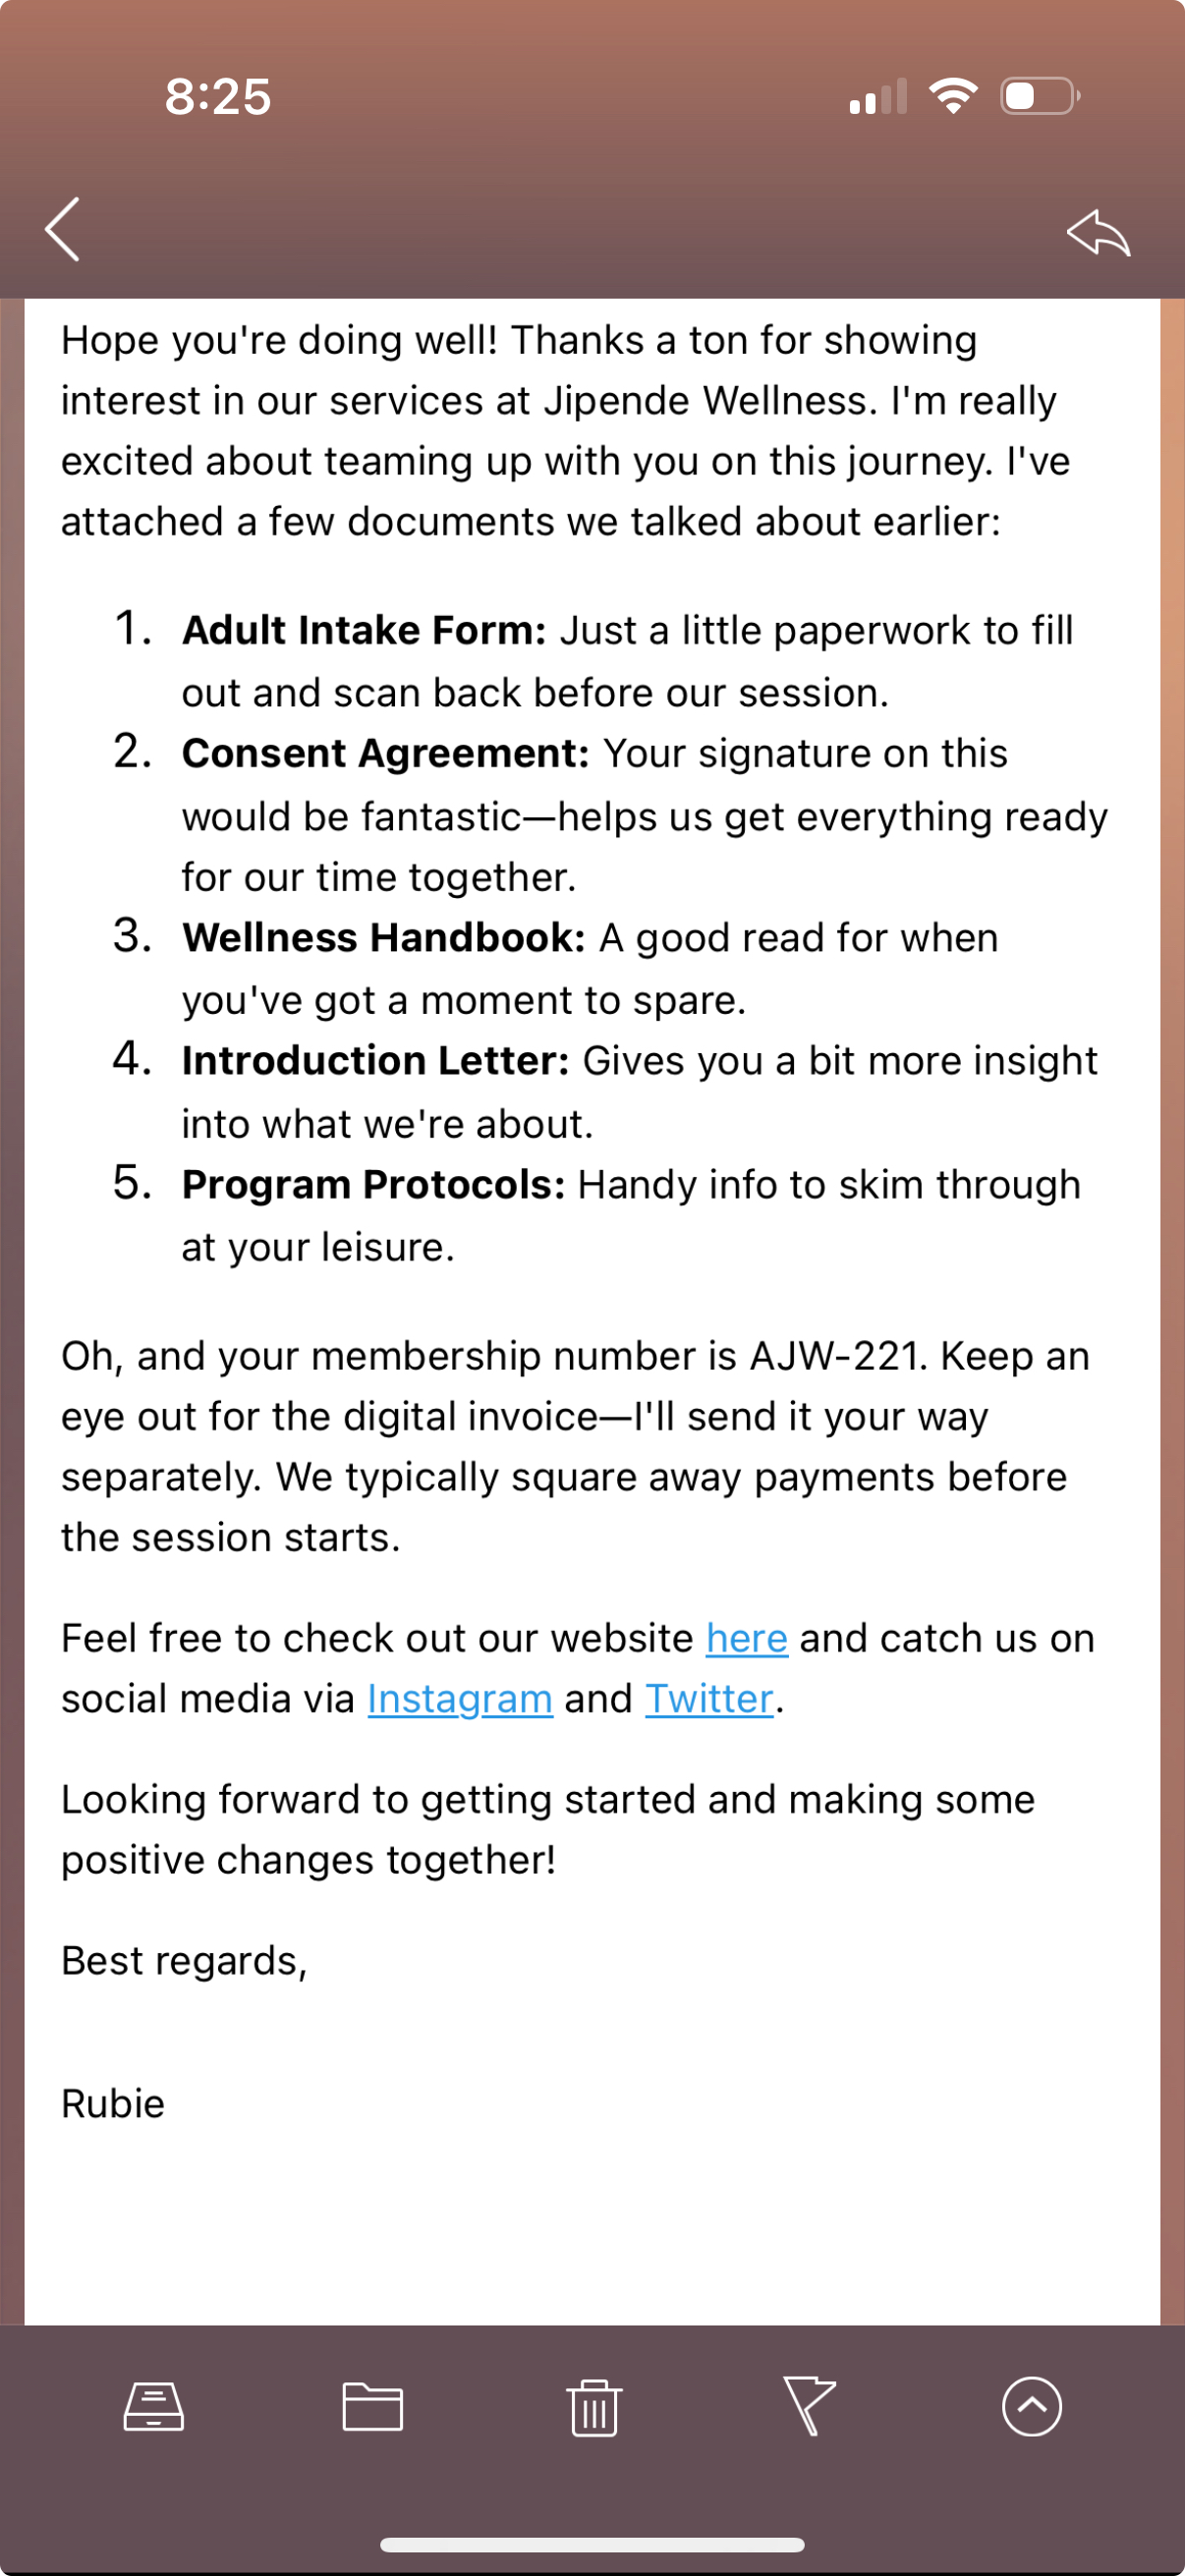 8:25
Hope you're doing well! Thanks a ton for showing
interest in our services at Jipende Wellness. I'm really
excited about teaming up with you on this journey. I've
attached a few documents we talked about earlier:
1. Adult Intake Form: Just a little paperwork to fill
out and scan back before our session.
2. Consent Agreement: Your signature on this
would be fantastic—helps us get everything ready
for our time together.
3. Wellness Handbook: A good read for when
you've got a moment to spare.
4. Introduction Letter: Gives you a bit more insight
into what we're about.
5. Program Protocols: Handy info to skim through
at your leisure.
Oh, and your membership number is AJW-221. Keep an
eye out for the digital invoice—I'll send it your way
separately. We typically square away payments before
the session starts.
Feel free to check out our website here and catch us on
social media via Instagram and Twitter.
Looking forward to getting started and making some
positive changes together!
Best regards,
Rubie